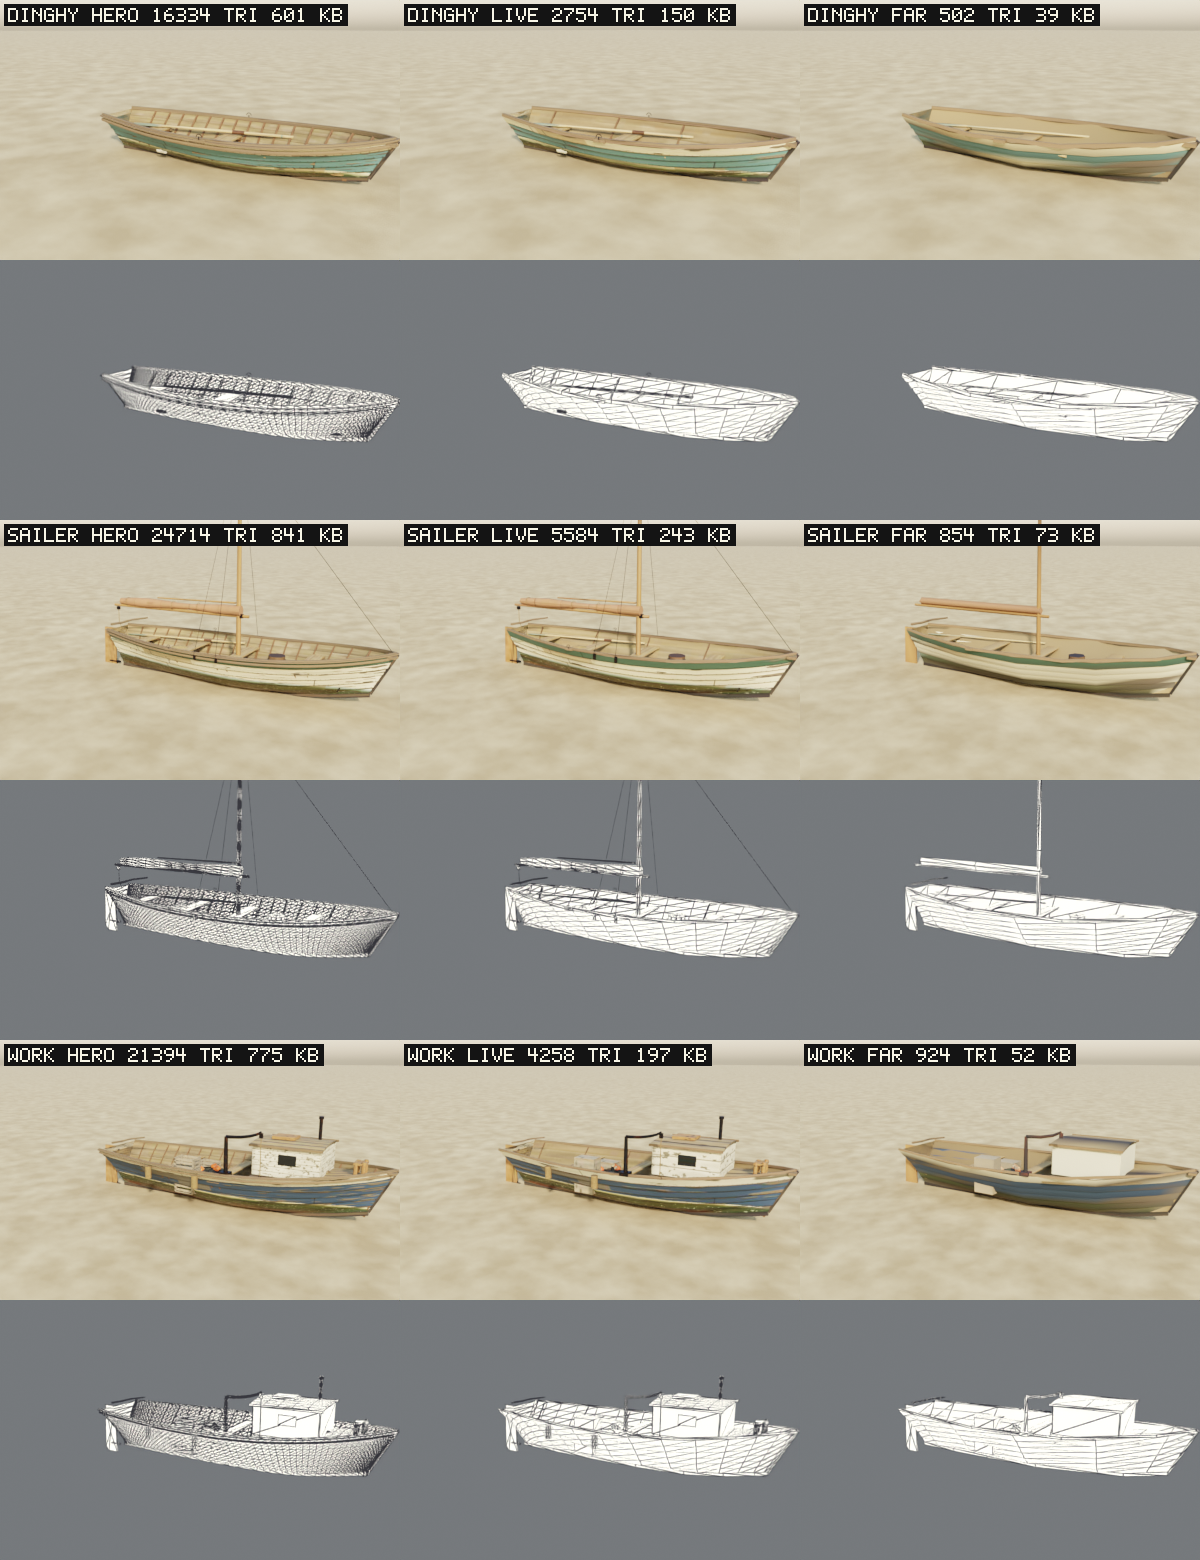 DINGHY HERO 16334 TRI 601 KB
DINGHY LIVE 2754 TRI 150 KB
DINGHY FAR 502 TRI 39 KB
SAILER HERO 24714 TRI 841 KB
SAILER LIVE 5584 TRI 243 KB
SAILER FAR 854 TRI 73 KB
WORK HERO 21394 TRI 775 KB
WORK LIVE 4258 TRI 197 KB
WORK FAR 924 TRI 52 KB